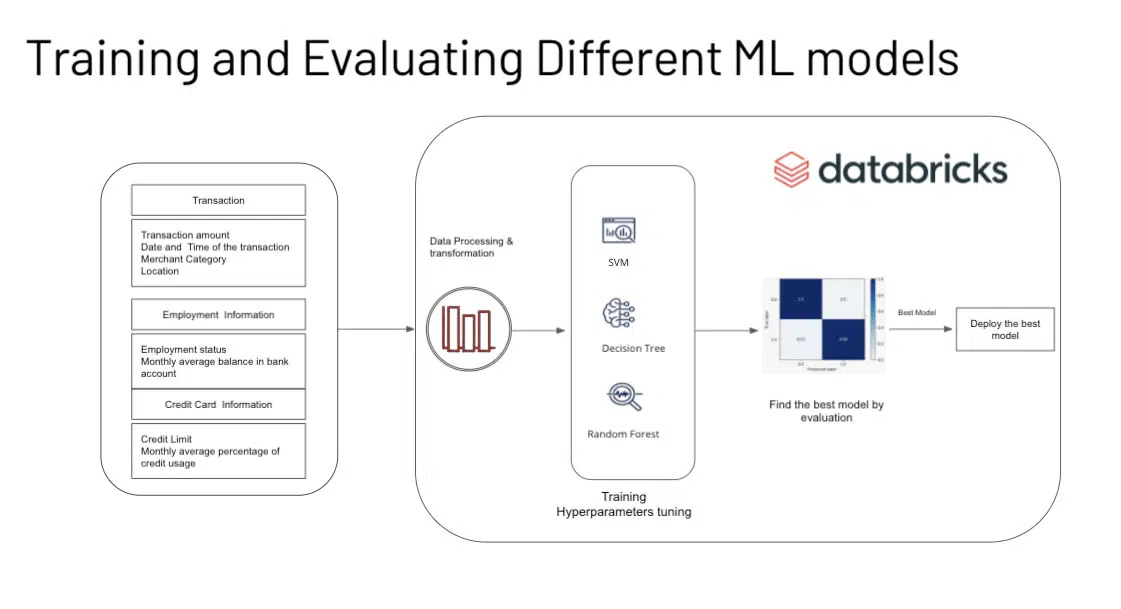 Training and Evaluating Different ML models
Transaction
Transaction amount
Date and Time of the transaction
Merchant Category
Location
Employment Information
Employment status
Monthly average balance in bank
account
Credit Card Information
Credit Limit
Monthly average percentage of
credit usage
databricks
Data Processing &
transformation
SVM
Decision Tree
Random Forest
Training
Hyperparameters tuning
Find the best model by
evaluation
Best Model
Deploy the best
model